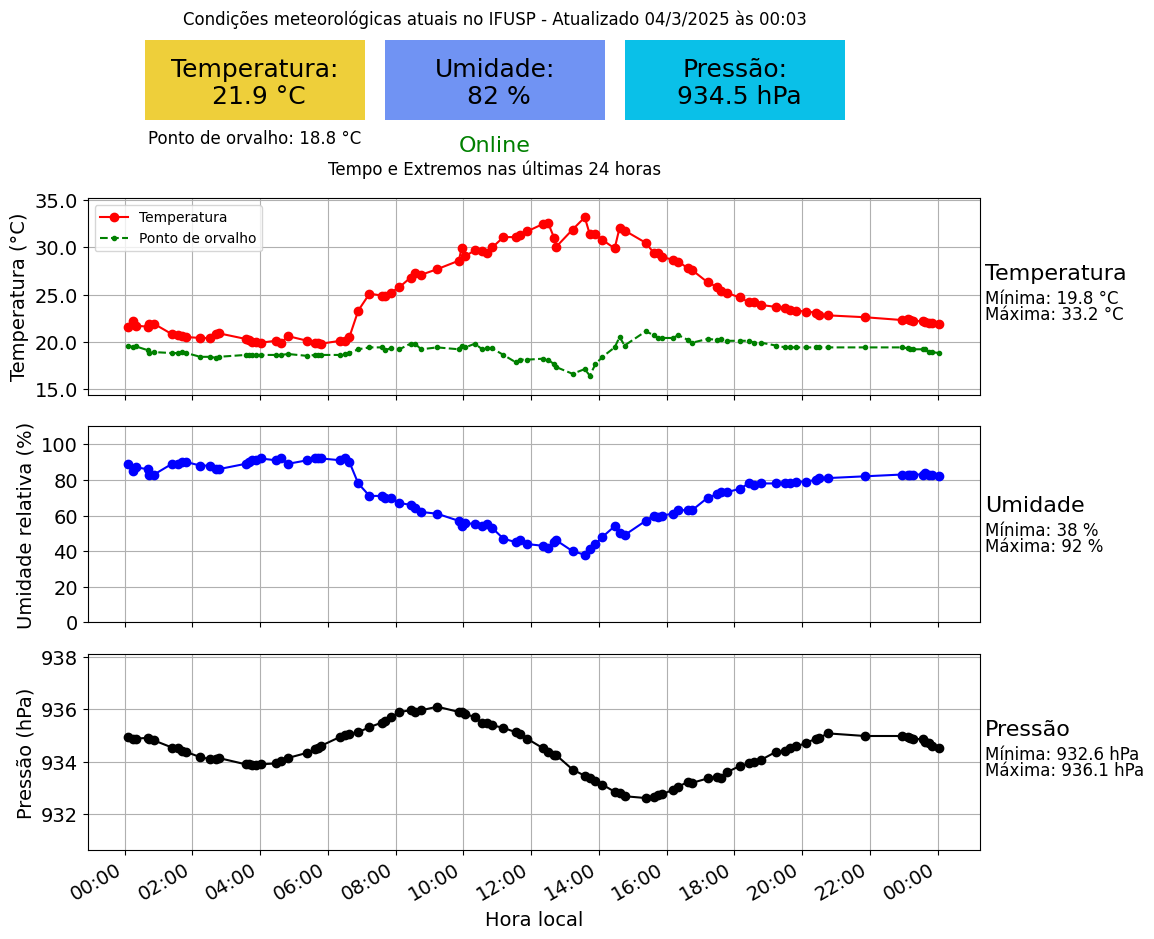 Condições meteorológicas atuais no IFUSP - Atualizado 04/3/2025 às 00:03
Temperatura:
21.9 °C
Umidade:
82 %
Pressão:
934.5 hPa
Ponto de orvalho: 18.8 °C
Online
Tempo e Extremos nas últimas 24 horas
Temperatura (°C)
35.0
30.0
25.0
20.0
15.0
Temperatura
Ponto de orvalho
Temperatura
Mínima: 19.8 °C
Máxima: 33.2 °C
Umidade relativa (%)
100
80
60
40
20
0
Umidade
Mínima: 38 %
Máxima: 92 %
Pressão (hPa)
938
936
934
932
Pressão
Mínima: 932.6 hPa
Máxima: 936.1 hPa
00:00 02:00 04:00 06:00 08:00 10:00 12:00 14:00 16:00 18:00 20:00 22:00 00:00
Hora local